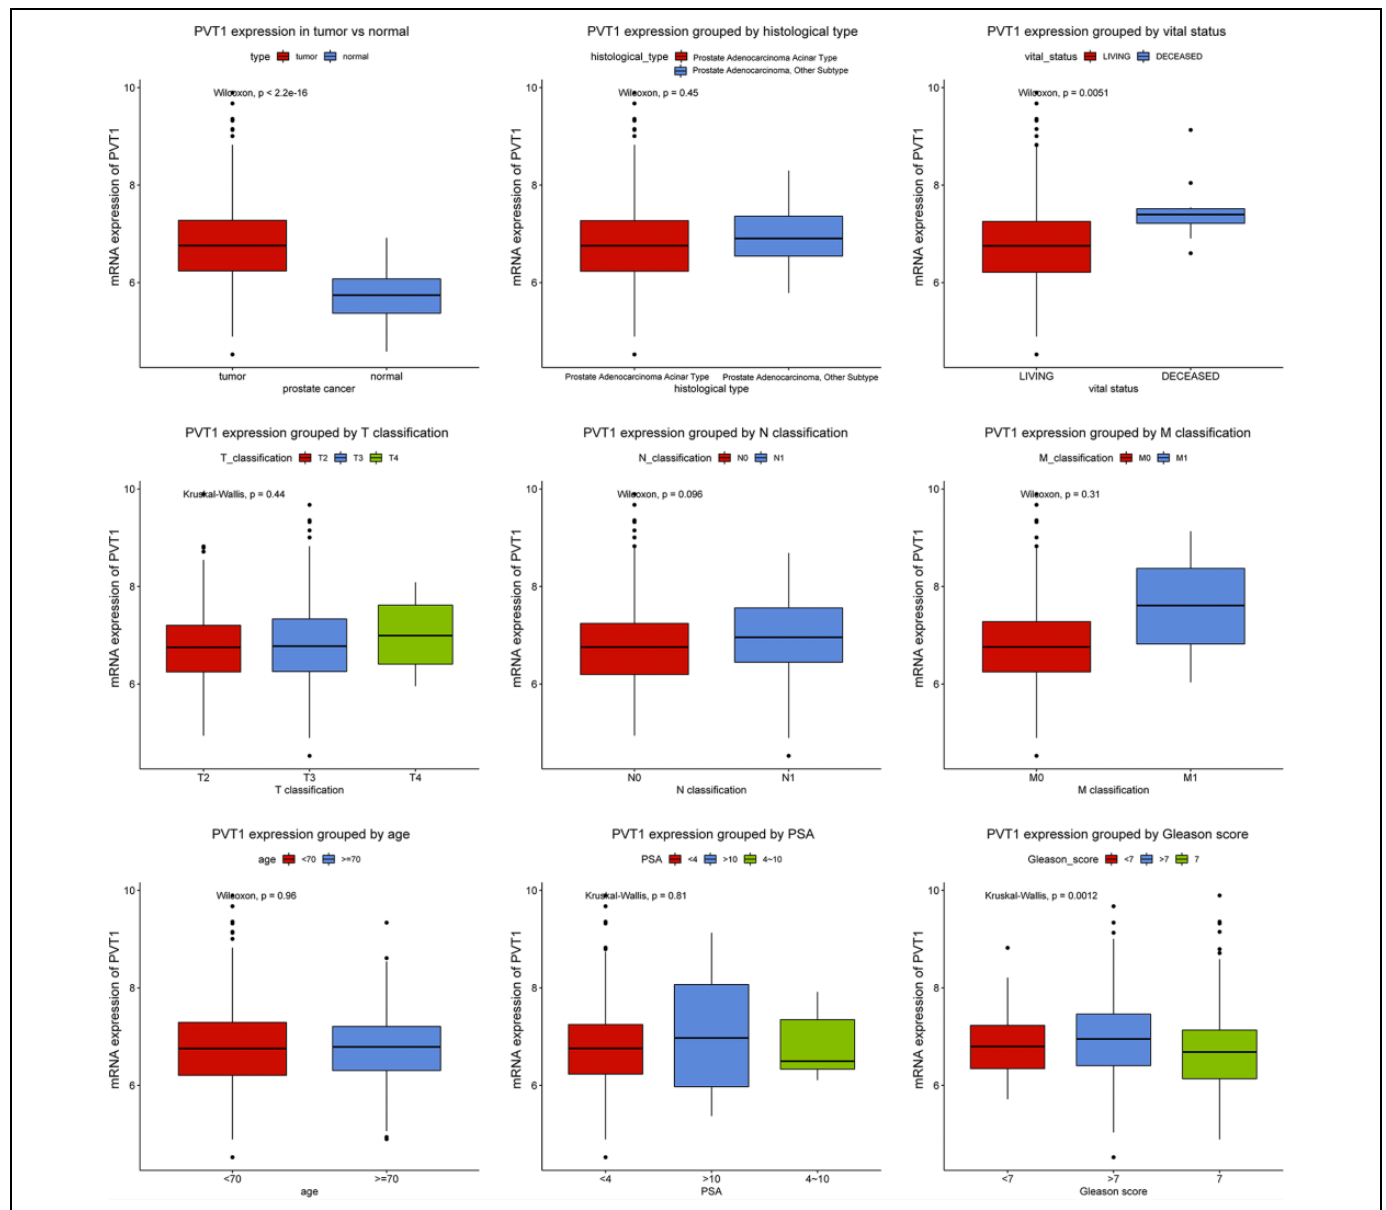 PVT1 expression in tumor vs normal
type tumor normal
Wilcoxon, p < 2.2e-16
mRNA expression of PVT1
10
8
6
tumor normal
prostate cancer
PVT1 expression grouped by histological type
histological_type Prostate Adenocarcinoma Acinar Type
Prostate Adenocarcinoma, Other Subtype
Wilcoxon, p = 0.45
mRNA expression of PVT1
10
8
6
Prostate Adenocarcinoma Acinar Type Prostate Adenocarcinoma, Other Subtype
histological type
PVT1 expression grouped by vital status
vital_status LIVING DECEASED
Wilcoxon, p = 0.0051
mRNA expression of PVT1
10
8
6
LIVING DECEASED
vital status
PVT1 expression grouped by T classification
T_classification T2 T3 T4
Kruskal-Wallis, p = 0.44
mRNA expression of PVT1
10
8
6
T2 T3 T4
T classification
PVT1 expression grouped by N classification
N_classification N0 N1
Wilcoxon, p = 0.096
mRNA expression of PVT1
10
8
6
N0 N1
N classification
PVT1 expression grouped by M classification
M_classification M0 M1
Wilcoxon, p = 0.31
mRNA expression of PVT1
10
8
6
M0 M1
M classification
PVT1 expression grouped by age
age <70 >=70
Wilcoxon, p = 0.96
mRNA expression of PVT1
10
8
6
<70 >=70
age
PVT1 expression grouped by PSA
PSA <4 >10 4~10
Kruskal-Wallis, p = 0.81
mRNA expression of PVT1
10
8
6
<4 >10 4~10
PSA
PVT1 expression grouped by Gleason score
Gleason_score <7 >7 7
Kruskal-Wallis, p = 0.0012
mRNA expression of PVT1
10
8
6
<7 >7 7
Gleason score